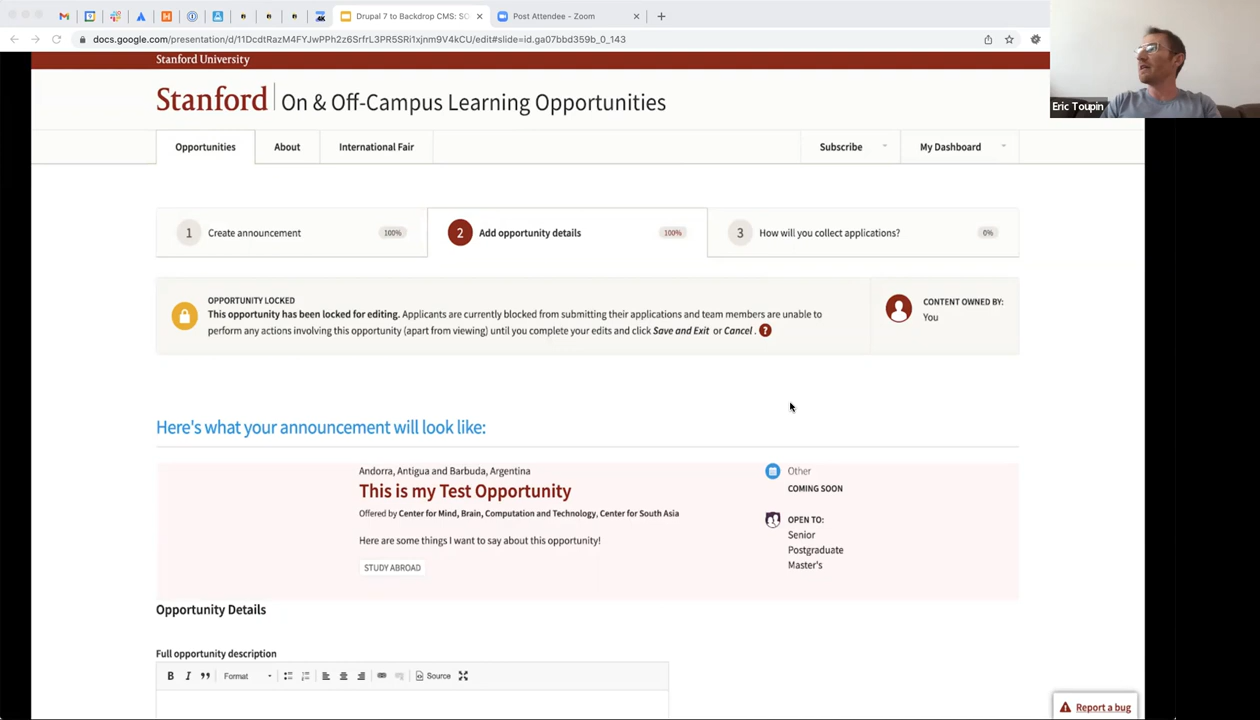 Drupal 7 to Backdrop CMS: SO
Post Attendee - Zoom
docs.google.com/presentation/d/11DcdtRazM4FYJwPPh2z6SrfrL3PR5SRi1xjnm9V4kCU/edit#slide=id.ga07bbd359b_0_143
Eric Toupin
Stanford University
Stanford On & Off-Campus Learning Opportunities
Opportunities About International Fair Subscribe My Dashboard
1 Create announcement 100% 2 Add opportunity details 100% 3 How will you collect applications? 0%
OPPORTUNITY LOCKED
This opportunity has been locked for editing. Applicants are currently blocked from submitting their applications and team members are unable to
perform any actions involving this opportunity (apart from viewing) until you complete your edits and click Save and Exit or Cancel . ?
CONTENT OWNED BY:
You
Here's what your announcement will look like:
Andorra, Antigua and Barbuda, Argentina
This is my Test Opportunity
Offered by Center for Mind, Brain, Computation and Technology, Center for South Asia
Here are some things I want to say about this opportunity!
STUDY ABROAD
Other
COMING SOON
OPEN TO:
Senior
Postgraduate
Master's
Opportunity Details
Full opportunity description
B I Format Source
Report a bug